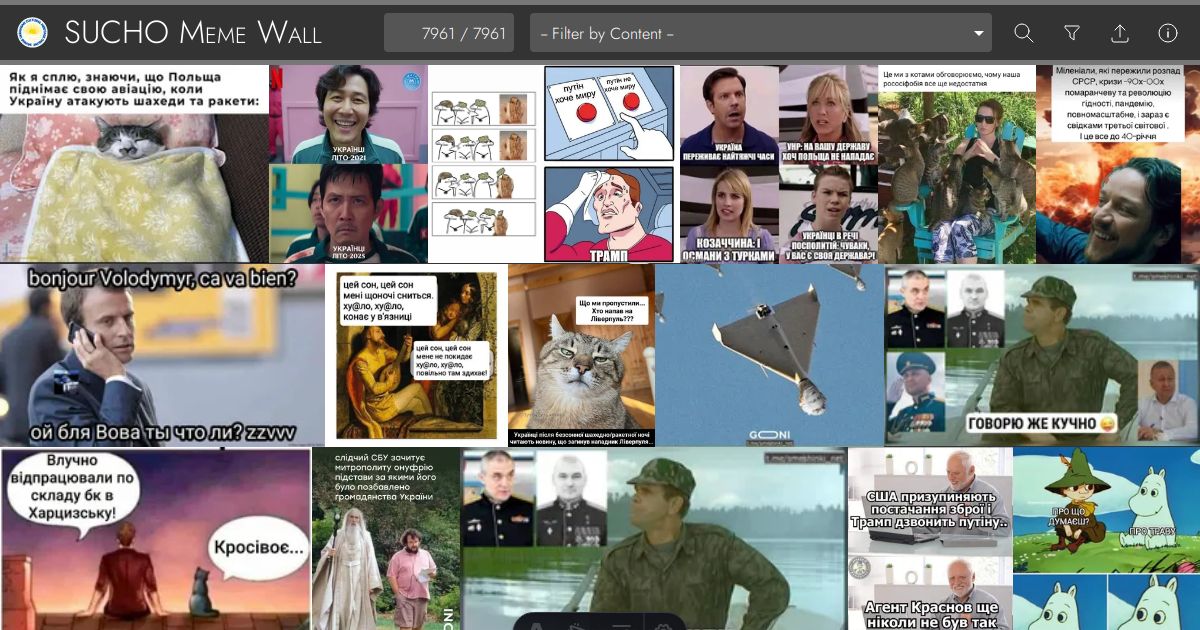 SUCHO MEME WALL
7961 / 7961
-- Filter by Content --
Як я сплю, знаючи, що Польща
піднімає свою авіацію, коли
Україну атакують шахеди та ракети:
УКРАЇНЦІ
ЛІТО 2021
УКРАЇНЦІ
ЛІТО 2025
путін
хоче миру
путін не
хоче миру
ТРАМП
УКРАЇНА
ПЕРЕЖИВАЄ НАЙТЯЖЧІ ЧАСИ
УНР: НА ВАШУ ДЕРЖАВУ
ХОЧ ПОЛЬЩА НЕ НАПАДАЄ
КОЗАЧЧИНА: І
ОСМАНИ З ТУРКАМИ
УКРАЇНЦІ В РЕЧІ
ПОСПОЛИТІЙ: ЧУВАКИ,
У ВАС Є СВОЯ ДЕРЖАВА?!
Це ми з котами обговорюємо, чому наша
рособофобія все ще недостатня
Міленіали, які пережили розпад
СРСР, кризи -90х-00х
помаранчеву та революцію
гідності, пандемію,
повномасштабне, і зараз є
свідками третьої світової .
І це все до 40-річчя
bonjour Volodymyr, ca va bien?
ой бля Вова ты что ли? zzvvv
цей сон, цей сон
мені щоночі сниться.
ху@ло, ху@ло,
конає у в'язниці
цей сон, цей сон
мене не покидає
ху@ло, ху@ло,
повільно там здихає!
Що ми пропустили...
Хто напав на
Ліверпуль???
Українці після безсонної шахедно/ракетної ночі
читають новину, що загинув нападник Ліверпуля...
GONI
ГОВОРЮ ЖЕ КУЧНО 😅
Влучно
відпрацювали по
складу бк в
Харцизську!
Кросівоє...
слідчий СБУ зачитує
митрополиту онуфрію
підстави за якими його
було позбавлено
громадянства України
GONI
США призупиняють
постачання зброї і
Трамп дзвонить путіну..
Агент Краснов ще
ніколи не був так
ПРО ЩО
ДУМАЄШ?
ПРО ТРАВУ